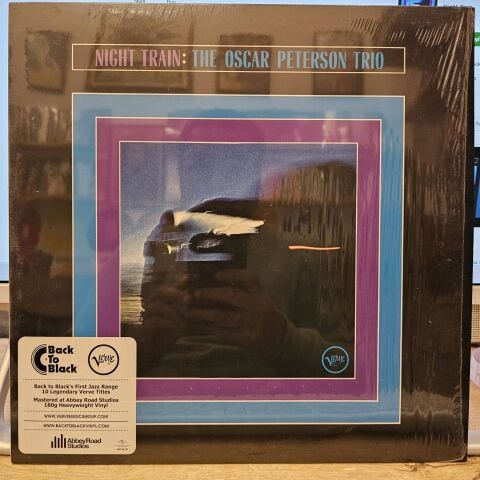 NIGHT TRAIN: THE OSCAR PETERSON TRIO
Verve
Back
To
Black
Verve
Back to Black's First Jazz Range
10 Legendary Verve Titles
Mastered at Abbey Road Studios
180g Heavyweight Vinyl
WWW.VERVEMUSICGROUP.COM
WWW.BACKTOBLACKVINYL.COM
Abbey Road
Studios